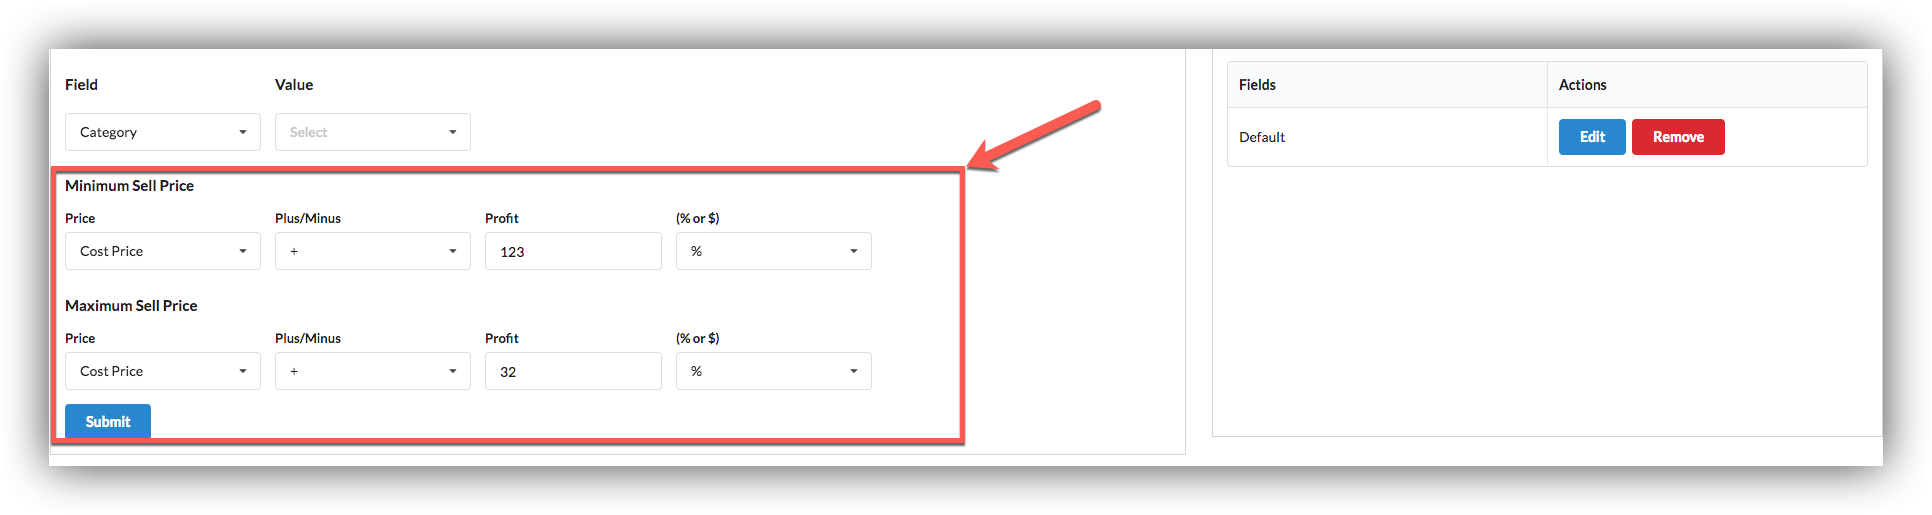 Field Value
Category Select
Minimum Sell Price
Price Plus/Minus Profit (% or $)
Cost Price + 123 %
Maximum Sell Price
Price Plus/Minus Profit (% or $)
Cost Price + 32 %
Submit
Fields Actions
Default Edit Remove